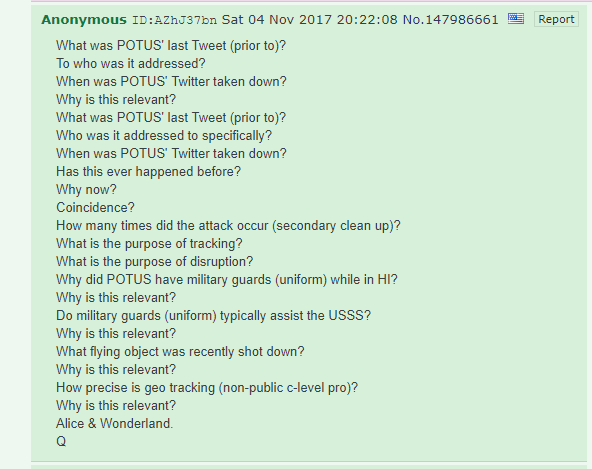 Anonymous ID:AZhJ37bn Sat 04 Nov 2017 20:22:08 No.147986661 Report
What was POTUS' last Tweet (prior to)?
To who was it addressed?
When was POTUS' Twitter taken down?
Why is this relevant?
What was POTUS' last Tweet (prior to)?
Who was it addressed to specifically?
When was POTUS' Twitter taken down?
Has this ever happened before?
Why now?
Coincidence?
How many times did the attack occur (secondary clean up)?
What is the purpose of tracking?
What is the purpose of disruption?
Why did POTUS have military guards (uniform) while in HI?
Why is this relevant?
Do military guards (uniform) typically assist the USSS?
Why is this relevant?
What flying object was recently shot down?
Why is this relevant?
How precise is geo tracking (non-public c-level pro)?
Why is this relevant?
Alice & Wonderland.
Q